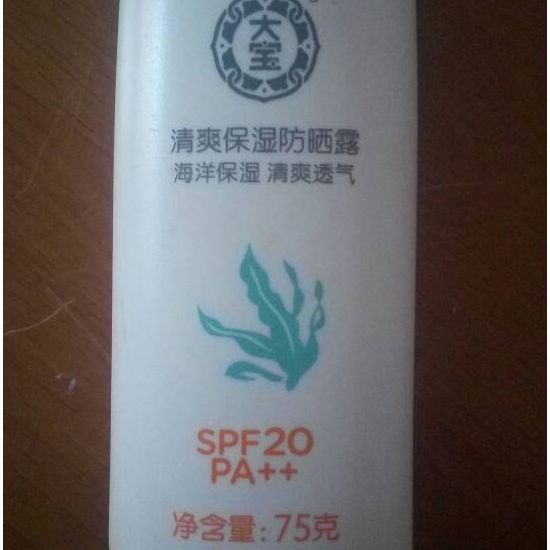 大宝
清爽保湿防晒露
海洋保湿 清爽透气
SPF20
PA++
净含量:75克